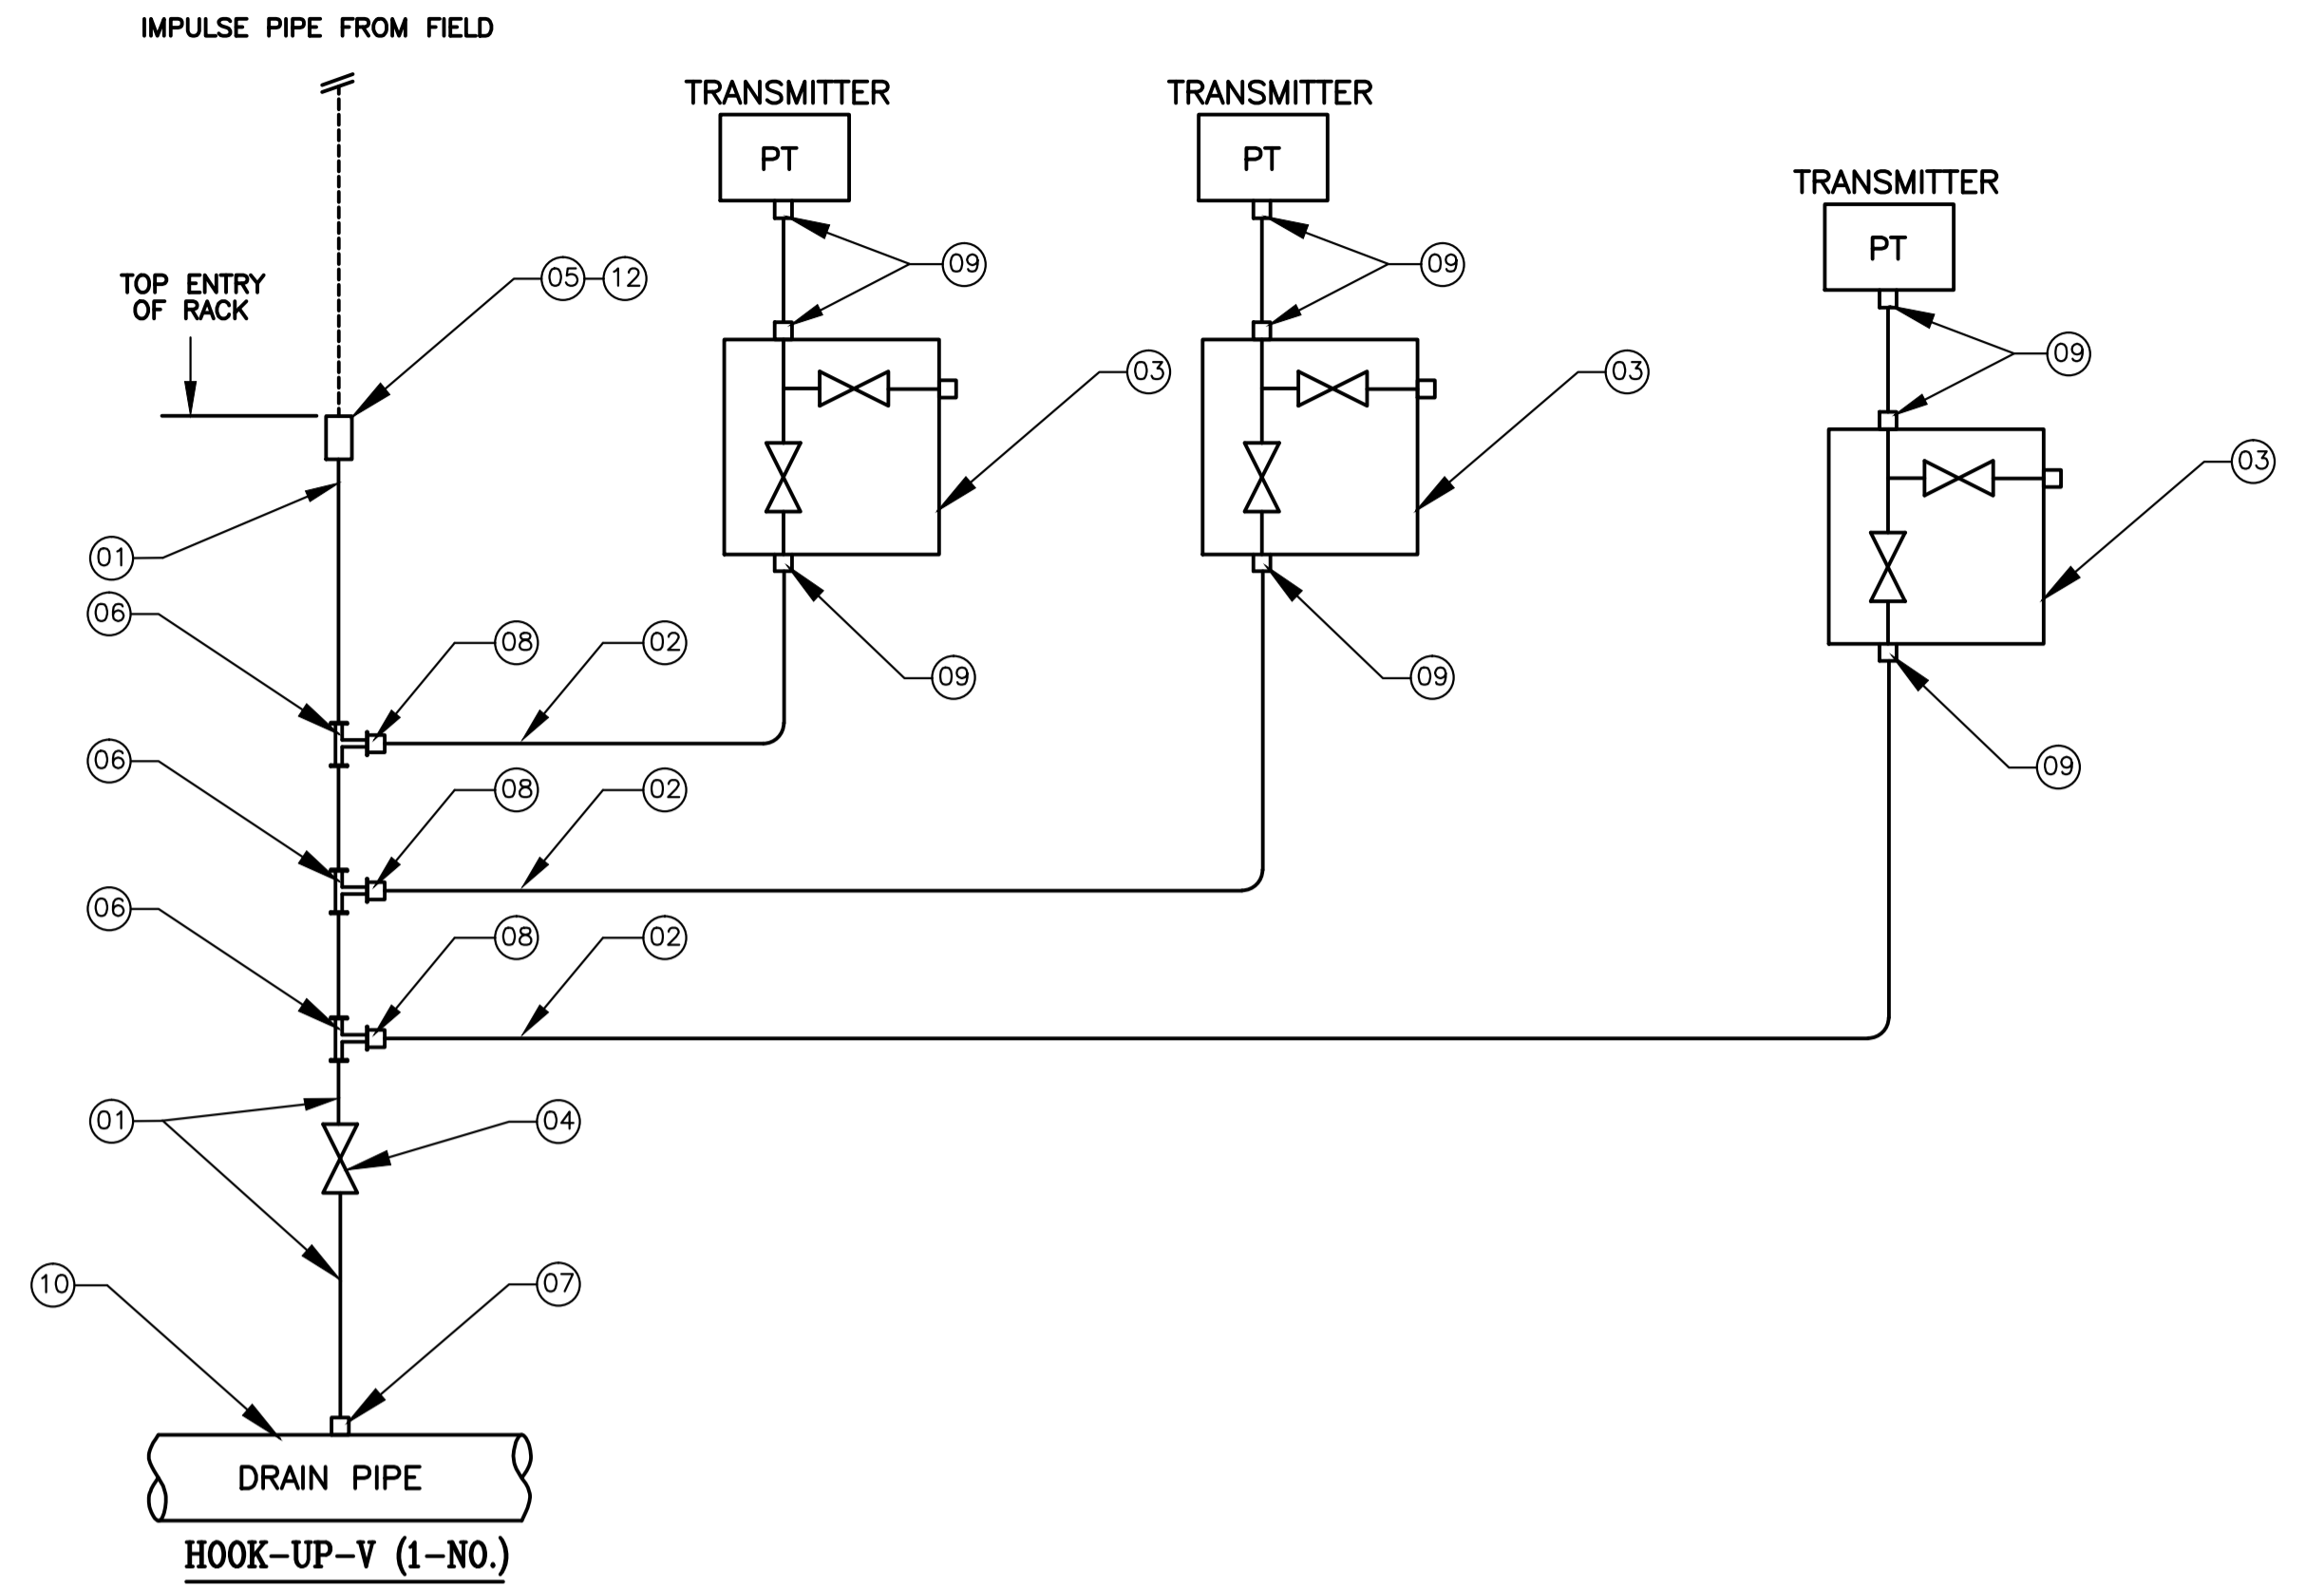 IMPULSE PIPE FROM FIELD
TRANSMITTER
TRANSMITTER
PT
PT
TRANSMITTER
PT
TOP ENTRY
OF RACK
05
12
09
09
09
03
03
03
01
06
08
02
09
09
09
06
08
02
06
08
02
01
04
10
07
DRAIN PIPE
HOOK-UP-V (1-NO.)